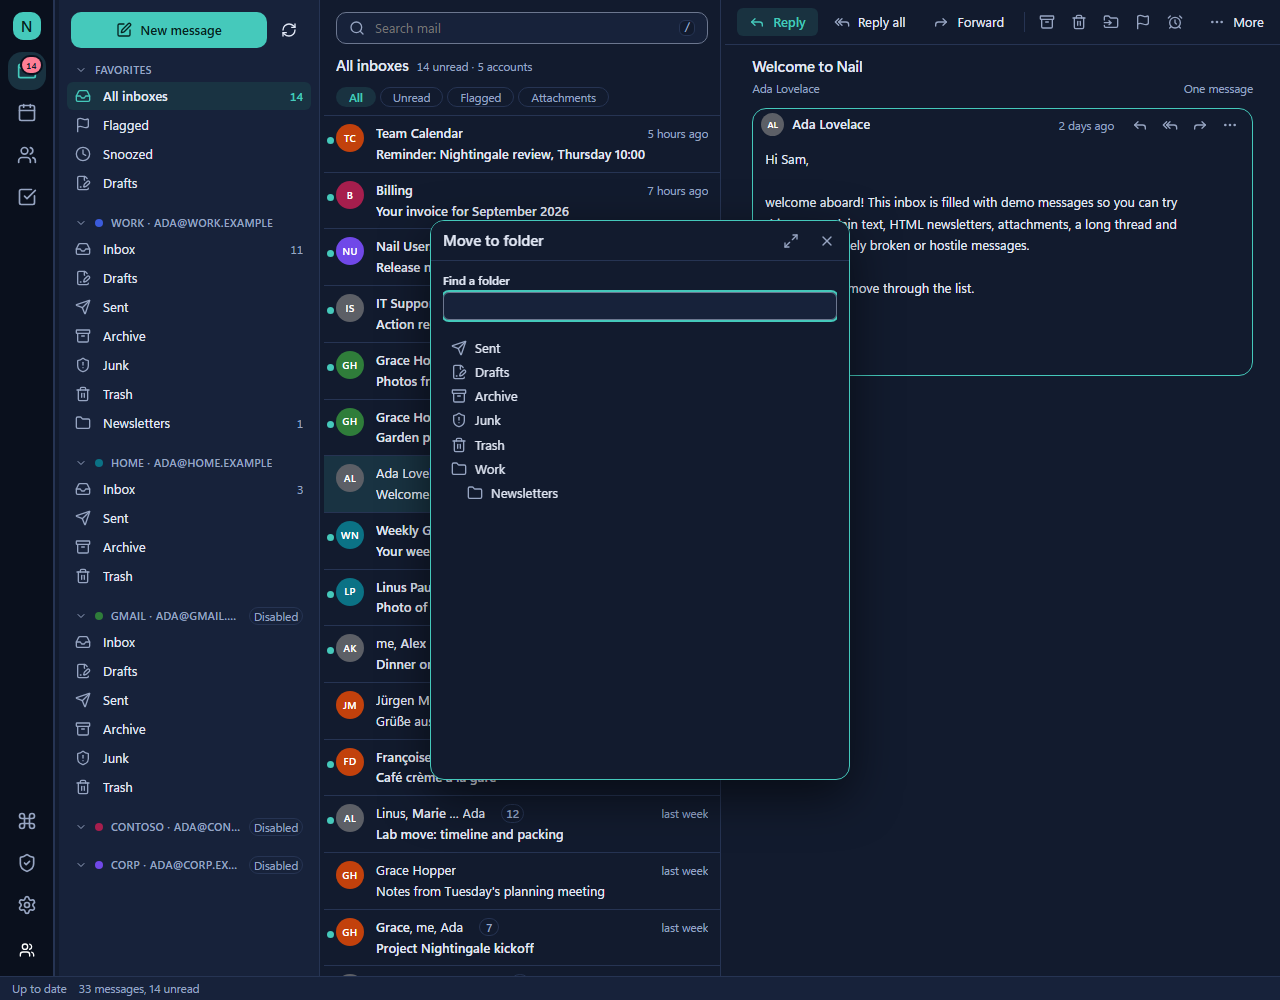 N
New message
14
FAVORITES
All inboxes 14
Flagged
Snoozed
Drafts
WORK · ADA@WORK.EXAMPLE
Inbox 11
Drafts
Sent
Archive
Junk
Trash
Newsletters 1
HOME · ADA@HOME.EXAMPLE
Inbox 3
Sent
Archive
Trash
GMAIL · ADA@GMAIL.... Disabled
Inbox
Drafts
Sent
Archive
Junk
Trash
CONTOSO · ADA@CON... Disabled
CORP · ADA@CORP.EX... Disabled
Search mail /
All inboxes 14 unread · 5 accounts
All Unread Flagged Attachments
TC Team Calendar 5 hours ago
Reminder: Nightingale review, Thursday 10:00
B Billing 7 hours ago
Your invoice for September 2026
NU Nail User
Release
IS IT Suppo
Action re
GH Grace Ho
Photos fr
GH Grace Ho
Garden p
AL Ada Love
Welcome
WN Weekly G
Your wee
LP Linus Pau
Photo of
AK me, Alex
Dinner or
JM Jürgen M
Grüße aus
FD Françoise
Café crème à la gare
AL Linus, Marie ... Ada 12 last week
Lab move: timeline and packing
GH Grace Hopper last week
Notes from Tuesday's planning meeting
GH Grace, me, Ada 7 last week
Project Nightingale kickoff
Move to folder
Find a folder
Sent
Drafts
Archive
Junk
Trash
Work
Newsletters
Reply Reply all Forward More
Welcome to Nail
Ada Lovelace One message
AL Ada Lovelace 2 days ago
Hi Sam,
welcome aboard! This inbox is filled with demo messages so you can try
in text, HTML newsletters, attachments, a long thread and
ely broken or hostile messages.
move through the list.
Up to date 33 messages, 14 unread